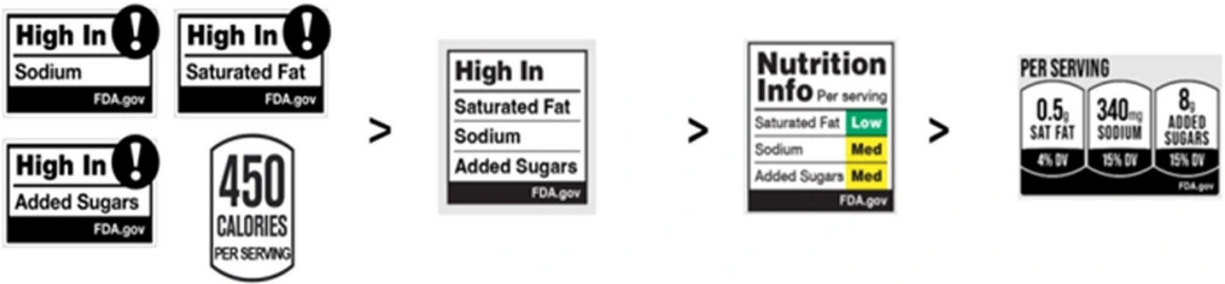 High In !
Sodium
FDA.gov
High In !
Saturated Fat
FDA.gov
High In !
Added Sugars
FDA.gov
450
CALORIES
PER SERVING
>
High In
Saturated Fat
Sodium
Added Sugars
FDA.gov
>
Nutrition
Info Per serving
Saturated Fat Low
Sodium Med
Added Sugars Med
FDA.gov
>
PER SERVING
0.5g
SAT FAT
4% DV
340mg
SODIUM
15% DV
8g
ADDED
SUGARS
15% DV
FDA.gov